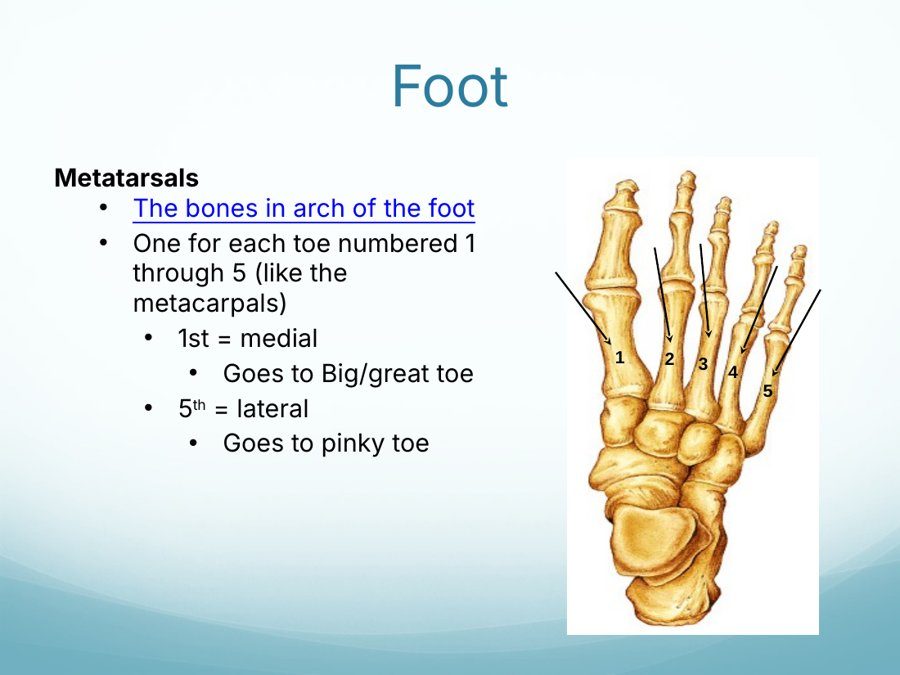 Foot
Metatarsals
• The bones in arch of the foot
• One for each toe numbered 1
through 5 (like the
metacarpals)
• 1st = medial
• Goes to Big/great toe
• 5th = lateral
• Goes to pinky toe
1
2
3
4
5